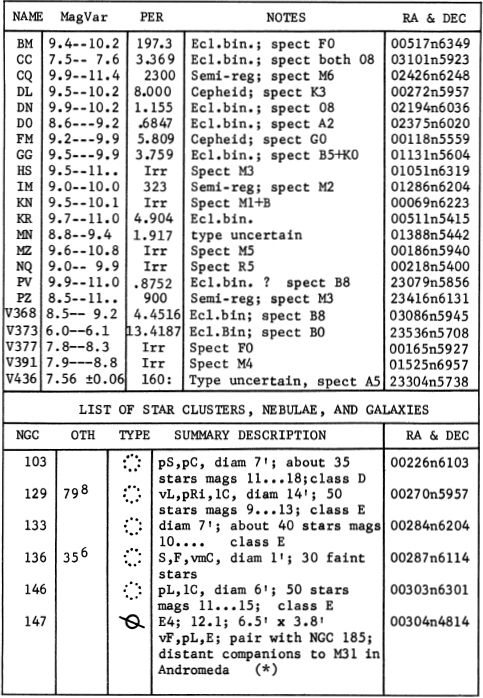 NAME MagVar PER NOTES RA & DEC
BM 9.4--10.2 197.3 Ecl.bin.; spect F0 00517n6349
CC 7.5-- 7.6 3.369 Ecl.bin.; spect both O8 03101n5923
CQ 9.9--11.4 2300 Semi-reg; spect M6 02426n6248
DL 9.5--10.2 8.000 Cepheid; spect K3 00272n5957
DN 9.9--10.2 1.155 Ecl.bin.; spect O8 02194n6036
DO 8.6---9.2 .6847 Ecl.bin.; spect A2 02375n6020
FM 9.2---9.9 5.809 Cepheid; spect G0 00118n5559
GG 9.5---9.9 3.759 Ecl.bin.; spect B5+K0 01131n5604
HS 9.5--11.. Irr Spect M3 01051n6319
IM 9.0--10.0 323 Semi-reg; spect M2 01286n6204
KN 9.5--10.1 Irr Spect M1+B 00069n6223
KR 9.7--11.0 4.904 Ecl.bin. 00511n5415
MN 8.8--9.4 1.917 type uncertain 01388n5442
MZ 9.6--10.8 Irr Spect M5 00186n5940
NQ 9.0-- 9.9 Irr Spect R5 00218n5400
PV 9.9--11.0 .8752 Ecl.bin. ? spect B8 23079n5856
PZ 8.5--11.. 900 Semi-reg; spect M3 23416n6131
V368 8.5-- 9.2 4.4516 Ecl.bin; spect B8 03086n5945
V373 6.0--6.1 13.4187 Ecl.Bin; spect B0 23536n5708
V377 7.8--8.3 Irr Spect F0 00165n5927
V391 7.9---8.8 Irr Spect M4 01525n6957
V436 7.56 ±0.06 160: Type uncertain, spect A5 23304n5738
LIST OF STAR CLUSTERS, NEBULAE, AND GALAXIES
NGC OTH TYPE SUMMARY DESCRIPTION RA & DEC
103 pS,pC, diam 7'; about 35 00226n6103
stars mags 11...18;class D
129 79⁸ vL,pRi,lC, diam 14'; 50 00270n5957
stars mags 9...13; class E
133 diam 7'; about 40 stars mags 00284n6204
10.... class E
136 35⁶ S,F,vmC, diam 1'; 30 faint 00287n6114
stars
146 pL,lC, diam 6'; 50 stars 00303n6301
mags 11...15; class E
147 E4; 12.1; 6.5' x 3.8' 00304n4814
vF,pL,E; pair with NGC 185;
distant companions to M31 in
Andromeda (*)